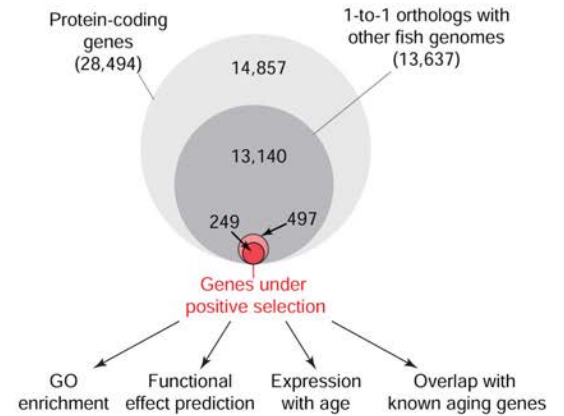 Protein-coding
genes
(28,494)
1-to-1 orthologs with
other fish genomes
(13,637)
14,857
13,140
249
497
Genes under
positive selection
GO
enrichment
Functional
effect prediction
Expression
with age
Overlap with
known aging genes